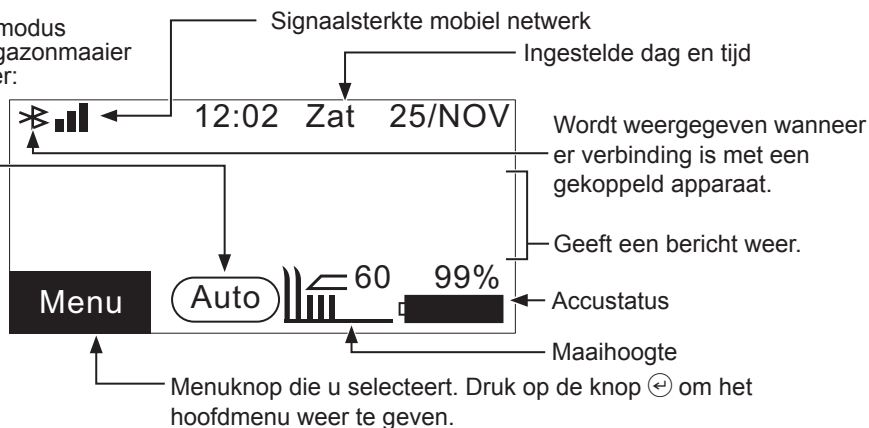 modus
gazonmaaier
er:
Signaalsterkte mobiel netwerk
Ingestelde dag en tijd
12:02 Zat 25/NOV
Wordt weergegeven wanneer
er verbinding is met een
gekoppeld apparaat.
Geeft een bericht weer.
Menu
Auto
60
99%
Accustatus
Maaihoogte
Menuknop die u selecteert. Druk op de knop om het
hoofdmenu weer te geven.